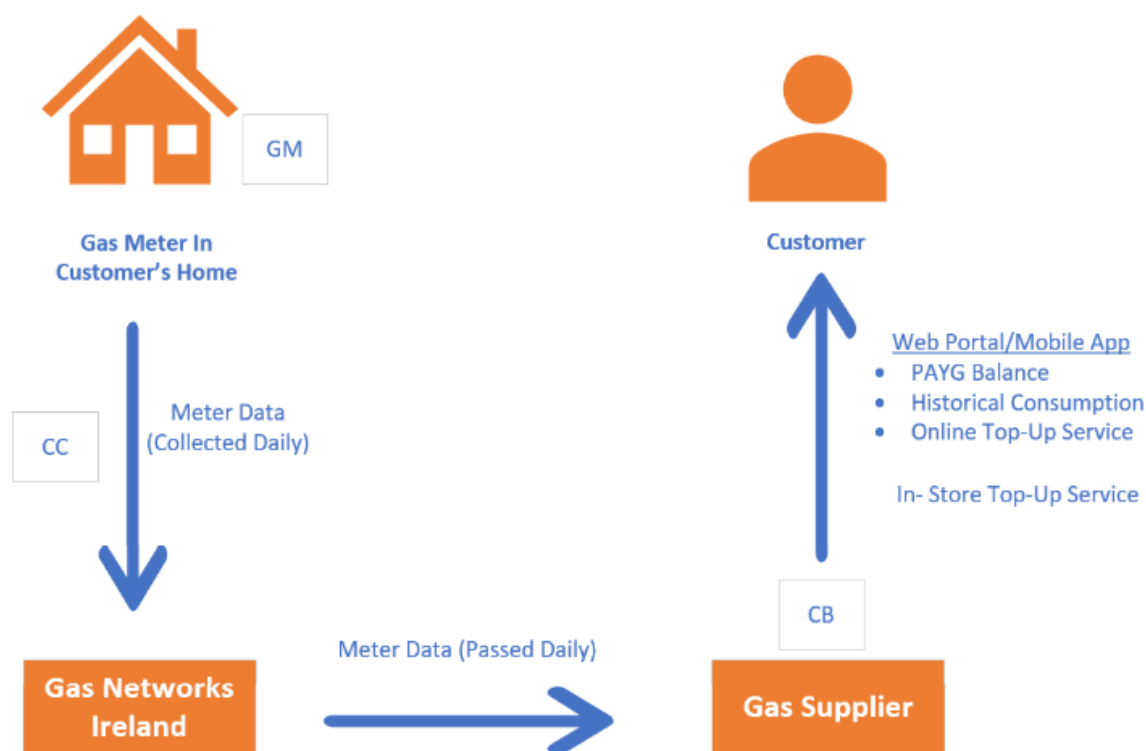 GM
Gas Meter In
Customer's Home
Customer
Web Portal/Mobile App
• PAYG Balance
• Historical Consumption
• Online Top-Up Service
In- Store Top-Up Service
CC
Meter Data
(Collected Daily)
CB
Meter Data (Passed Daily)
Gas Networks
Ireland
Gas Supplier